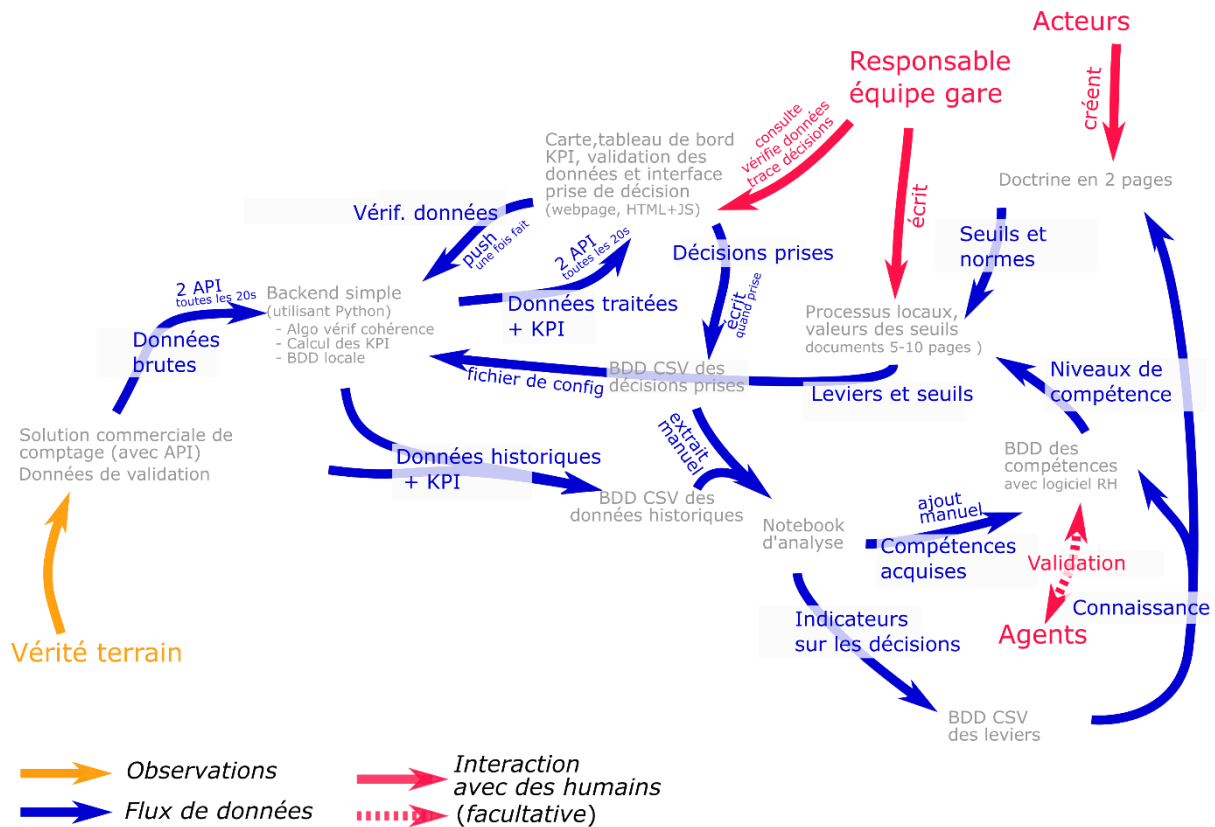 Acteurs
créent
Responsable
équipe gare
consulte
vérifie données
trace décisions
écrit
Carte,tableau de bord
KPI, validation des
données et interface
prise de décision
(webpage, HTML+JS)
Doctrine en 2 pages
Vérif. données
push
une fois fait
2 API
toutes les 20s
Décisions prises
Seuils et
normes
2 API
toutes les 20s
Données
brutes
Backend simple
(utilisant Python)
- Algo vérif cohérence
- Calcul des KPI
- BDD locale
Données traitées
+ KPI
écrit
quand prise
Processus locaux,
valeurs des seuils,
documents 5-10 pages )
fichier de config
BDD CSV des
décisions prises
Leviers et seuils
Niveaux de
compétence
Solution commerciale de
comptage (avec API)
Données de validation
Données historiques
+ KPI
extrait
manuel
BDD CSV des
données historiques
Notebook
d'analyse
ajout
manuel
Compétences
acquises
BDD des
compétences
avec logiciel RH
Validation
Connaissance
Agents
Vérité terrain
Indicateurs
sur les décisions
BDD CSV
des leviers
Observations
Flux de données
Interaction
avec des humains
(facultative)